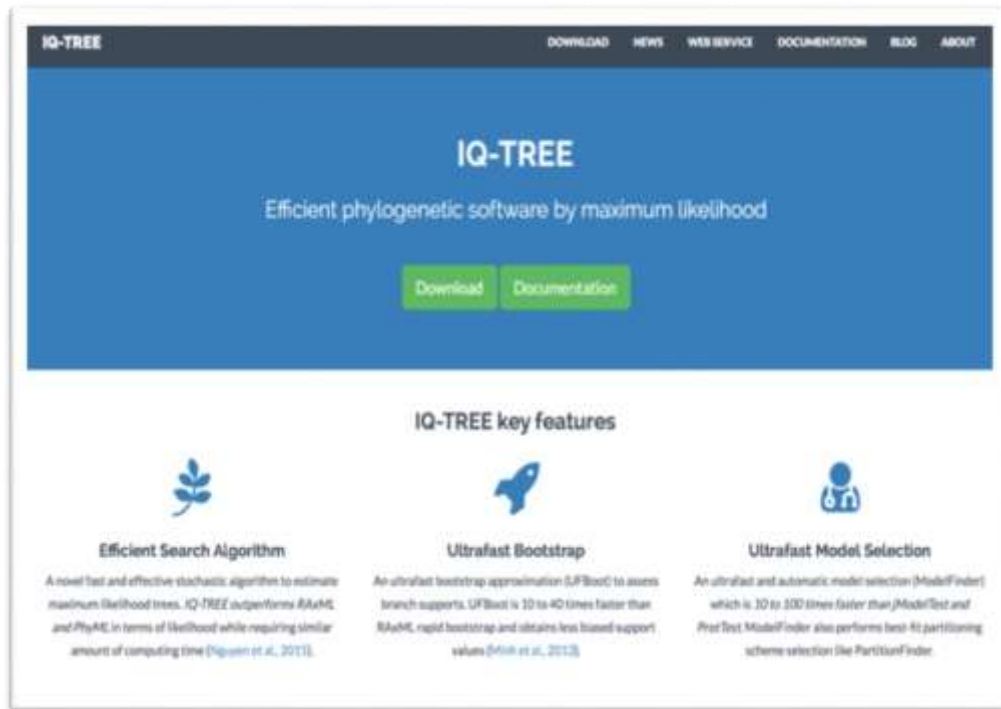 IQ-TREE
DOWNLOAD NEWS WEB SERVICE DOCUMENTATION BLOG ABOUT
IQ-TREE
Efficient phylogenetic software by maximum likelihood
Download Documentation
IQ-TREE key features
Efficient Search Algorithm
A novel fast and effective stochastic algorithm to estimate
maximum likelihood trees. IQ-TREE outperforms RAxML
and PhyML in terms of likelihood while requiring similar
amount of computing time (Nguyen et al., 2015).
Ultrafast Bootstrap
An ultrafast bootstrap approximation (UFBoot) to assess
branch supports. UFBoot is 10 to 40 times faster than
RAxML rapid bootstrap and obtains less biased support
values (Minh et al., 2013).
Ultrafast Model Selection
An ultrafast and automatic model selection (ModelFinder)
which is 10 to 100 times faster than jModelTest and
ProtTest. ModelFinder also performs best-fit partitioning
scheme selection like PartitionFinder.